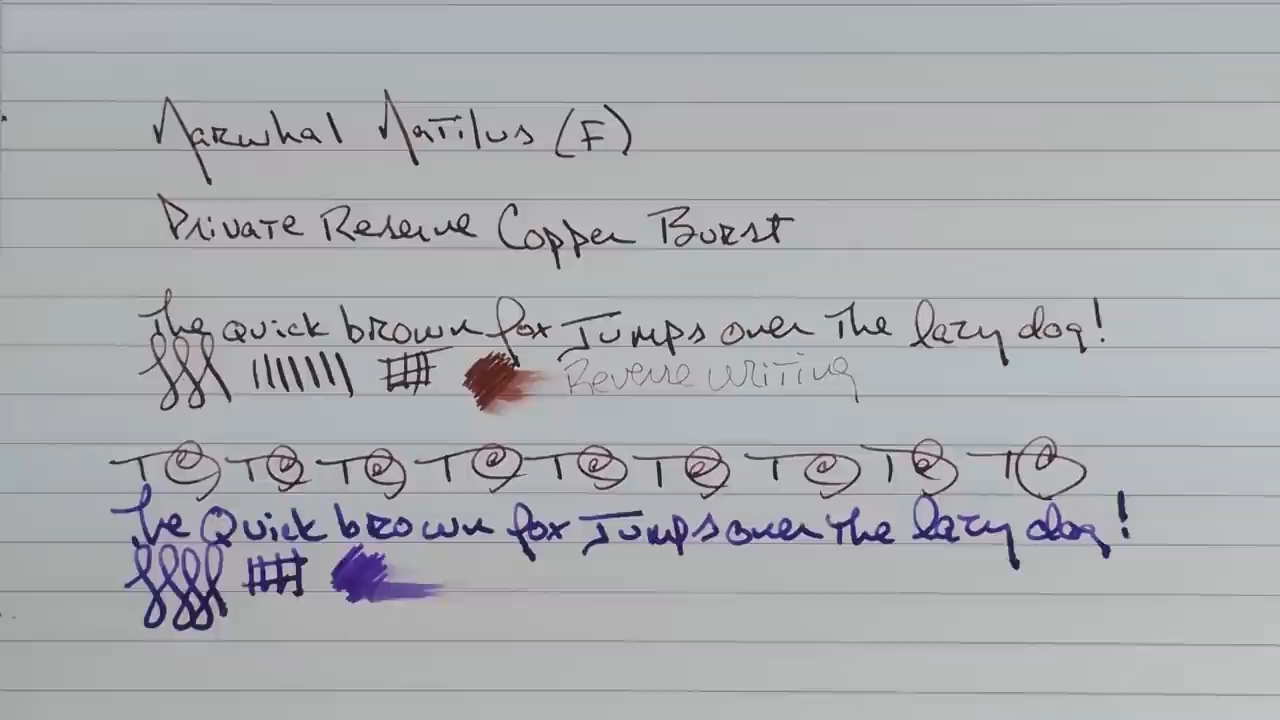 Narwhal Natilus (F)
Private Reserve Copper Burst
The quick brown fox Jumps over The lazy dog!
Reverse writing
The Quick brown fox Jumps over The lazy dog!